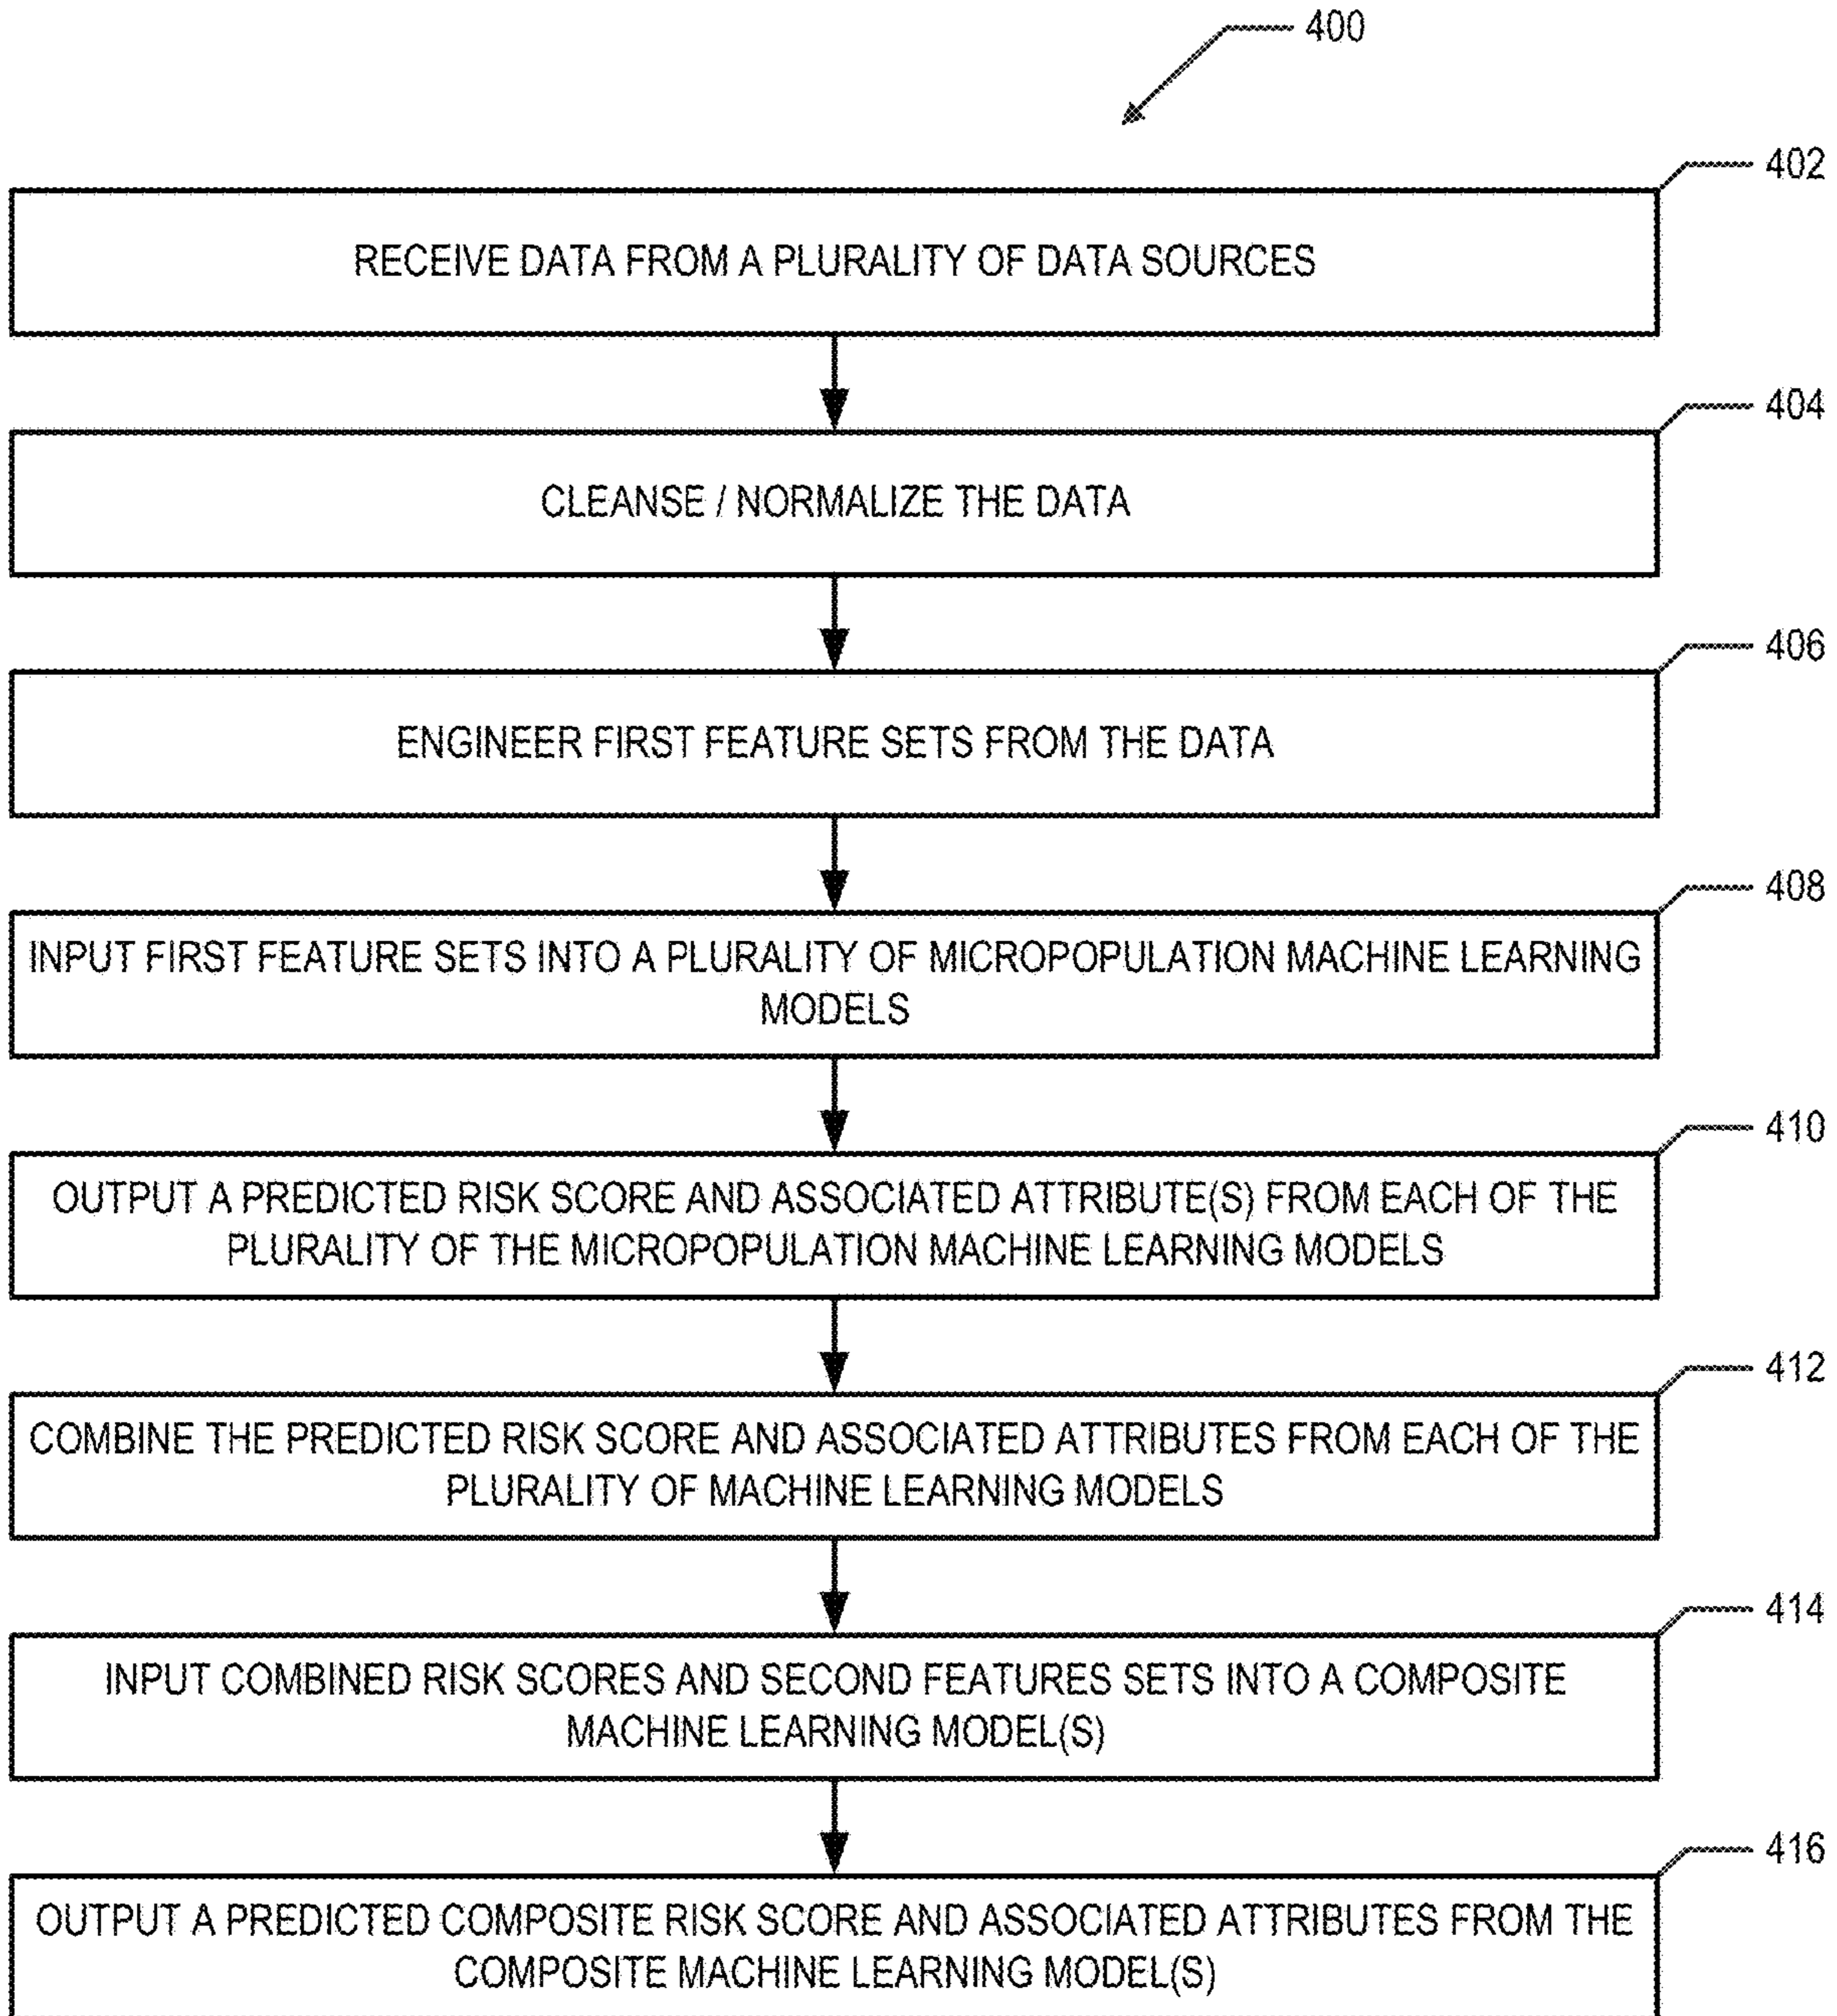 400
402
RECEIVE DATA FROM A PLURALITY OF DATA SOURCES
404
CLEANSE / NORMALIZE THE DATA
406
ENGINEER FIRST FEATURE SETS FROM THE DATA
408
INPUT FIRST FEATURE SETS INTO A PLURALITY OF MICROPOPULATION MACHINE LEARNING
MODELS
410
OUTPUT A PREDICTED RISK SCORE AND ASSOCIATED ATTRIBUTE(S) FROM EACH OF THE
PLURALITY OF THE MICROPOPULATION MACHINE LEARNING MODELS
412
COMBINE THE PREDICTED RISK SCORE AND ASSOCIATED ATTRIBUTES FROM EACH OF THE
PLURALITY OF MACHINE LEARNING MODELS
414
INPUT COMBINED RISK SCORES AND SECOND FEATURES SETS INTO A COMPOSITE
MACHINE LEARNING MODEL(S)
416
OUTPUT A PREDICTED COMPOSITE RISK SCORE AND ASSOCIATED ATTRIBUTES FROM THE
COMPOSITE MACHINE LEARNING MODEL(S)